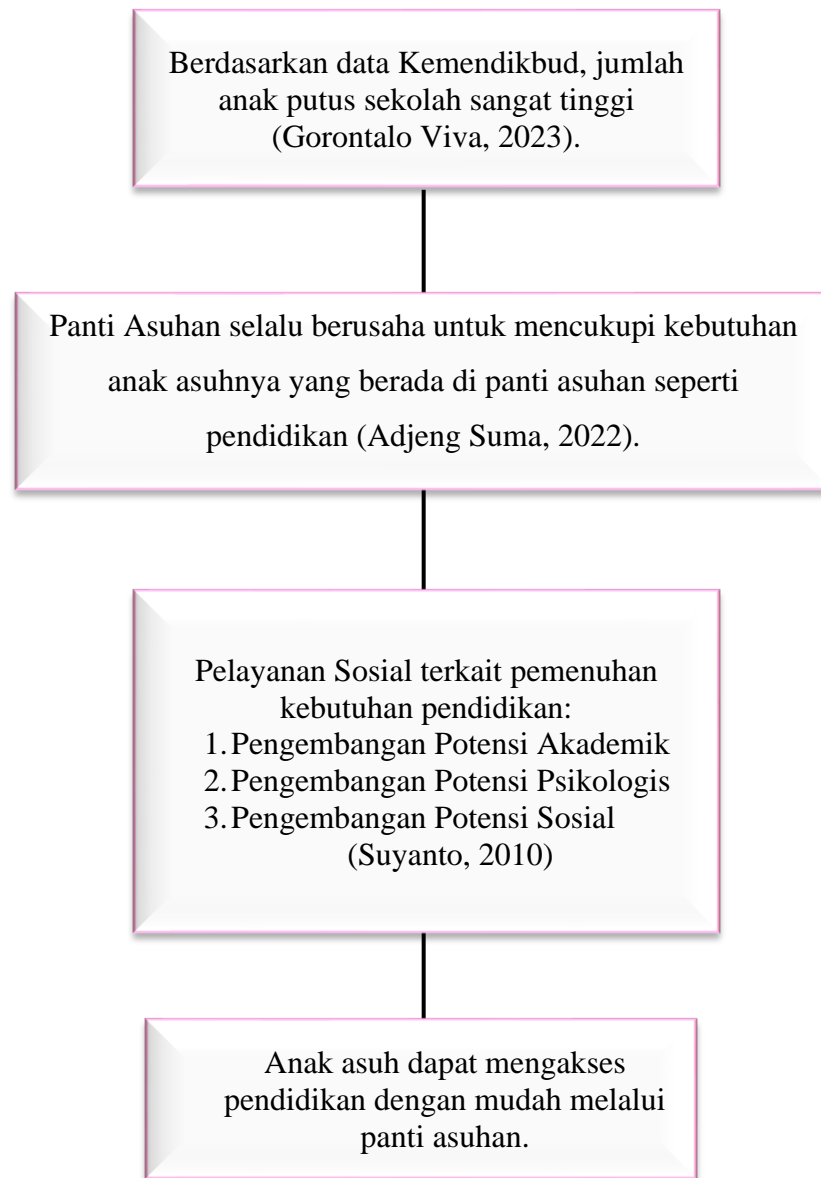 Berdasarkan data Kemendikbud, jumlah
anak putus sekolah sangat tinggi
(Gorontalo Viva, 2023).
Panti Asuhan selalu berusaha untuk mencukupi kebutuhan
anak asuhnya yang berada di panti asuhan seperti
pendidikan (Adjeng Suma, 2022).
Pelayanan Sosial terkait pemenuhan
kebutuhan pendidikan:
1. Pengembangan Potensi Akademik
2. Pengembangan Potensi Psikologis
3. Pengembangan Potensi Sosial
(Suyanto, 2010)
Anak asuh dapat mengakses
pendidikan dengan mudah melalui
panti asuhan.